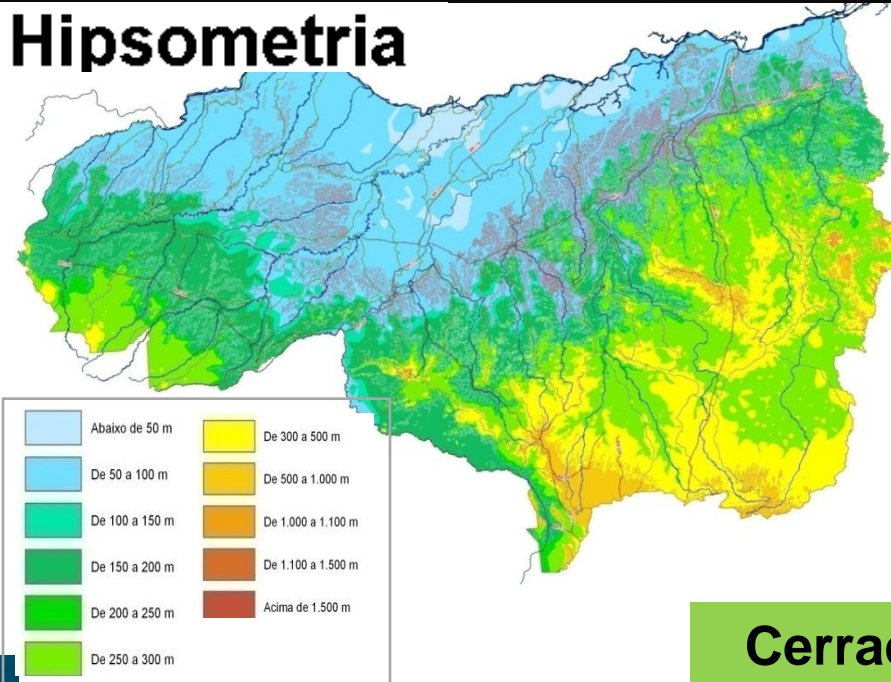 Hipsometria
Abaixo de 50 m
De 50 a 100 m
De 100 a 150 m
De 150 a 200 m
De 200 a 250 m
De 250 a 300 m
De 300 a 500 m
De 500 a 1.000 m
De 1.000 a 1.100 m
De 1.100 a 1.500 m
Acima de 1.500 m